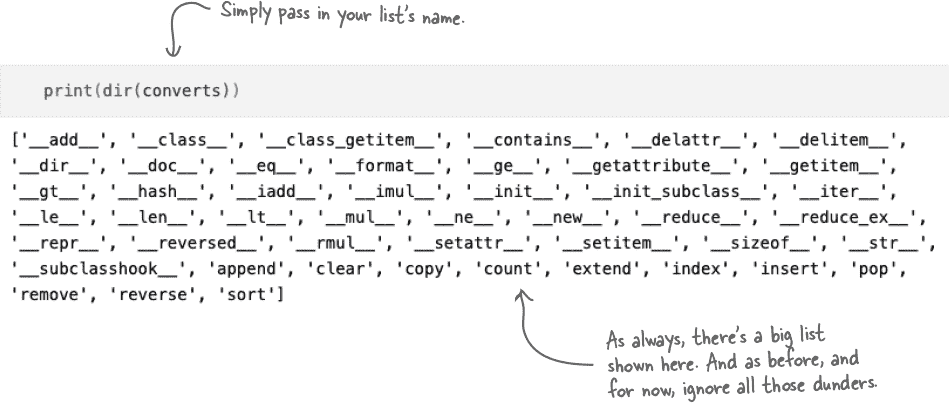 Simply pass in your list's name.
print(dir(converts))
['__add__', '__class__', '__class_getitem__', '__contains__', '__delattr__', '__delitem__',
'__dir__', '__doc__', '__eq__', '__format__', '__ge__', '__getattribute__', '__getitem__',
'__gt__', '__hash__', '__iadd__', '__imul__', '__init__', '__init_subclass__', '__iter__',
'__le__', '__len__', '__lt__', '__mul__', '__ne__', '__new__', '__reduce__', '__reduce_ex__',
'__repr__', '__reversed__', '__rmul__', '__setattr__', '__setitem__', '__sizeof__', '__str__',
'__subclasshook__', 'append', 'clear', 'copy', 'count', 'extend', 'index', 'insert', 'pop',
'remove', 'reverse', 'sort']
As always, there's a big list
shown here. And as before, and
for now, ignore all those dunders.